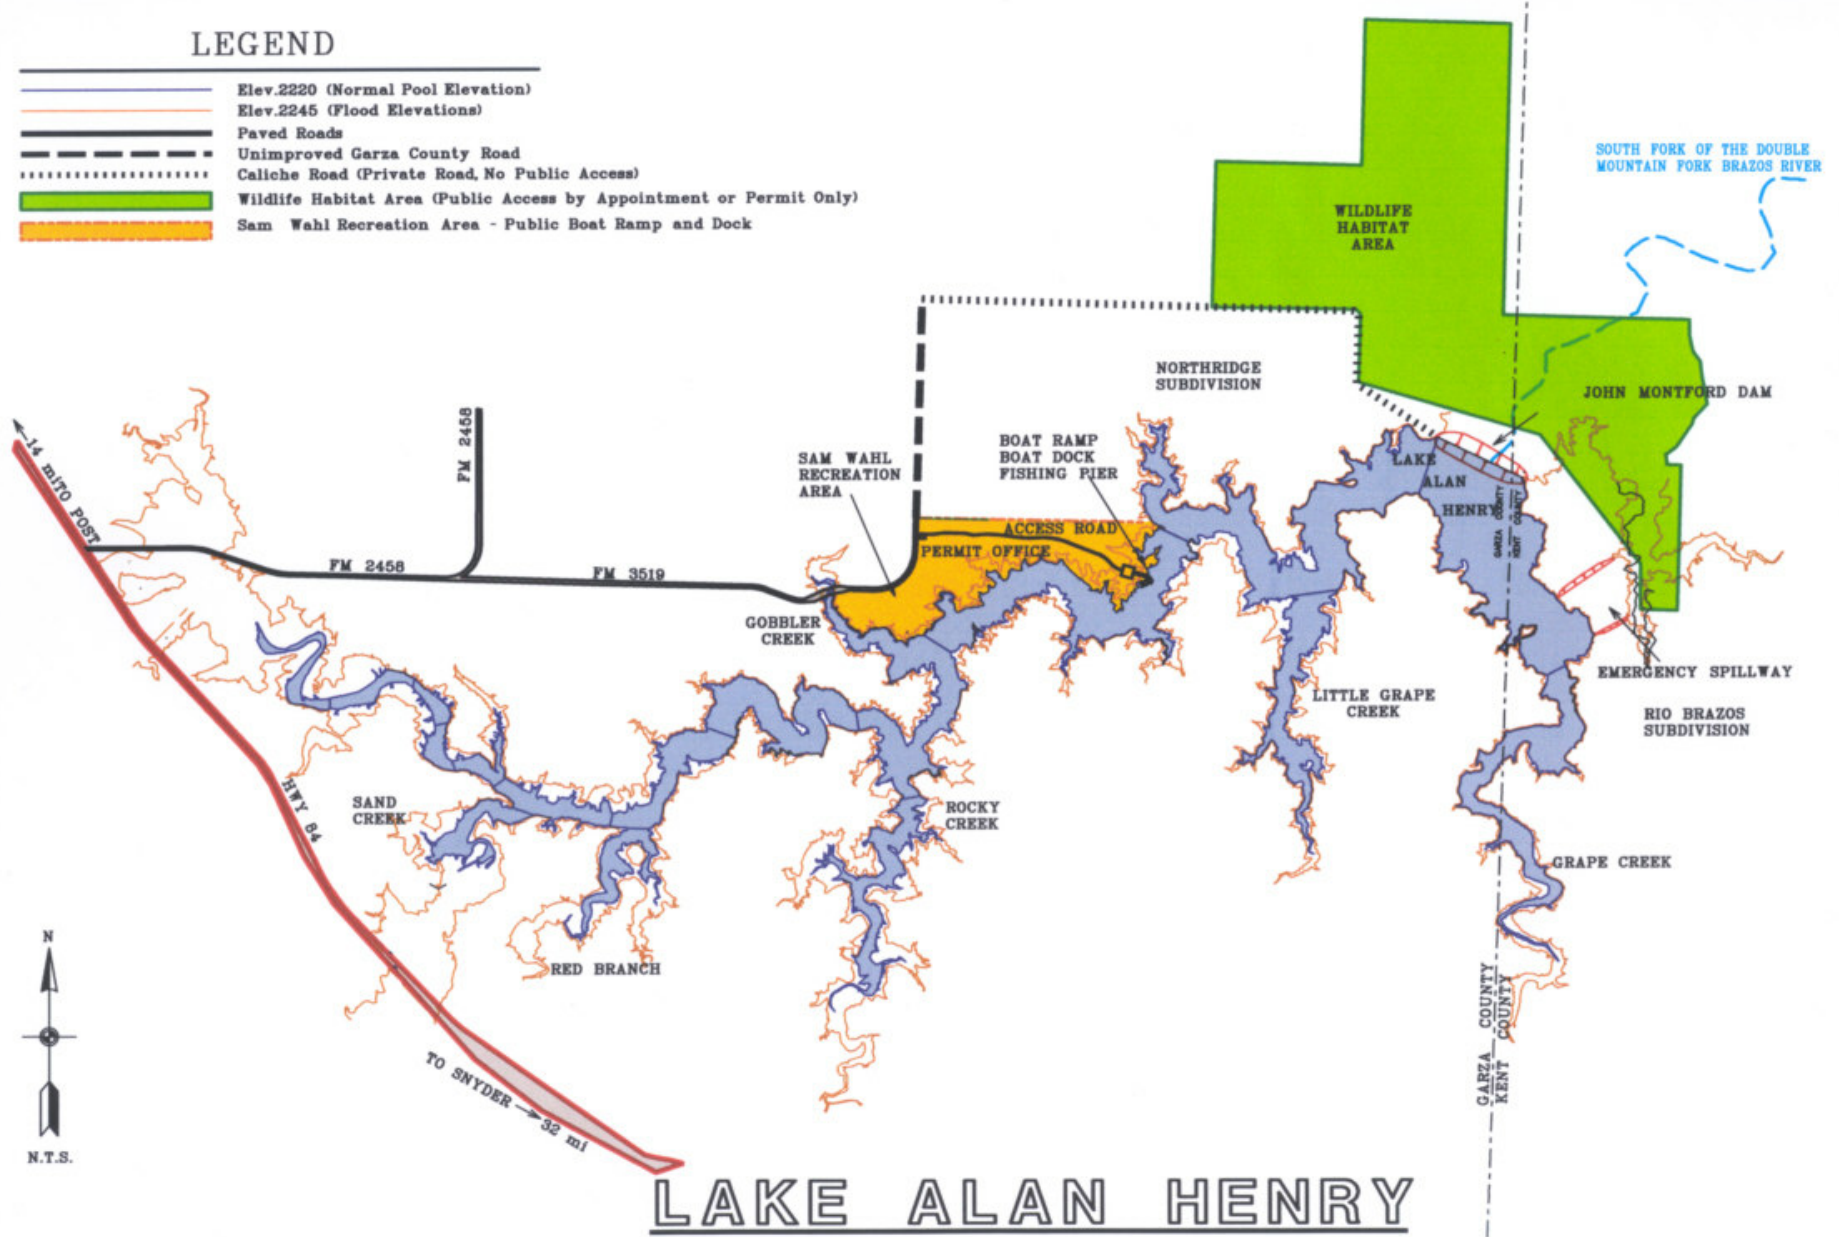 LEGEND
Elev.2220 (Normal Pool Elevation)
Elev.2245 (Flood Elevations)
Paved Roads
Unimproved Garza County Road
Caliche Road (Private Road, No Public Access)
Wildlife Habitat Area (Public Access by Appointment or Permit Only)
Sam Wahl Recreation Area - Public Boat Ramp and Dock
SOUTH FORK OF THE DOUBLE
MOUNTAIN FORK BRAZOS RIVER
WILDLIFE
HABITAT
AREA
NORTHRIDGE
SUBDIVISION
JOHN MONTFORD DAM
14 miTO POST
FM 2458
SAM WAHL
RECREATION
AREA
BOAT RAMP
BOAT DOCK
FISHING PIER
LAKE
ALAN
HENRY
GARZA COUNTY
KENT COUNTY
ACCESS ROAD
PERMIT OFFICE
FM 2458
FM 3519
GOBBLER
CREEK
EMERGENCY SPILLWAY
LITTLE GRAPE
CREEK
RIO BRAZOS
SUBDIVISION
HWY 84
SAND
CREEK
ROCKY
CREEK
GRAPE CREEK
RED BRANCH
N
N.T.S.
TO SNYDER 32 mi
GARZA COUNTY
KENT COUNTY
LAKE ALAN HENRY